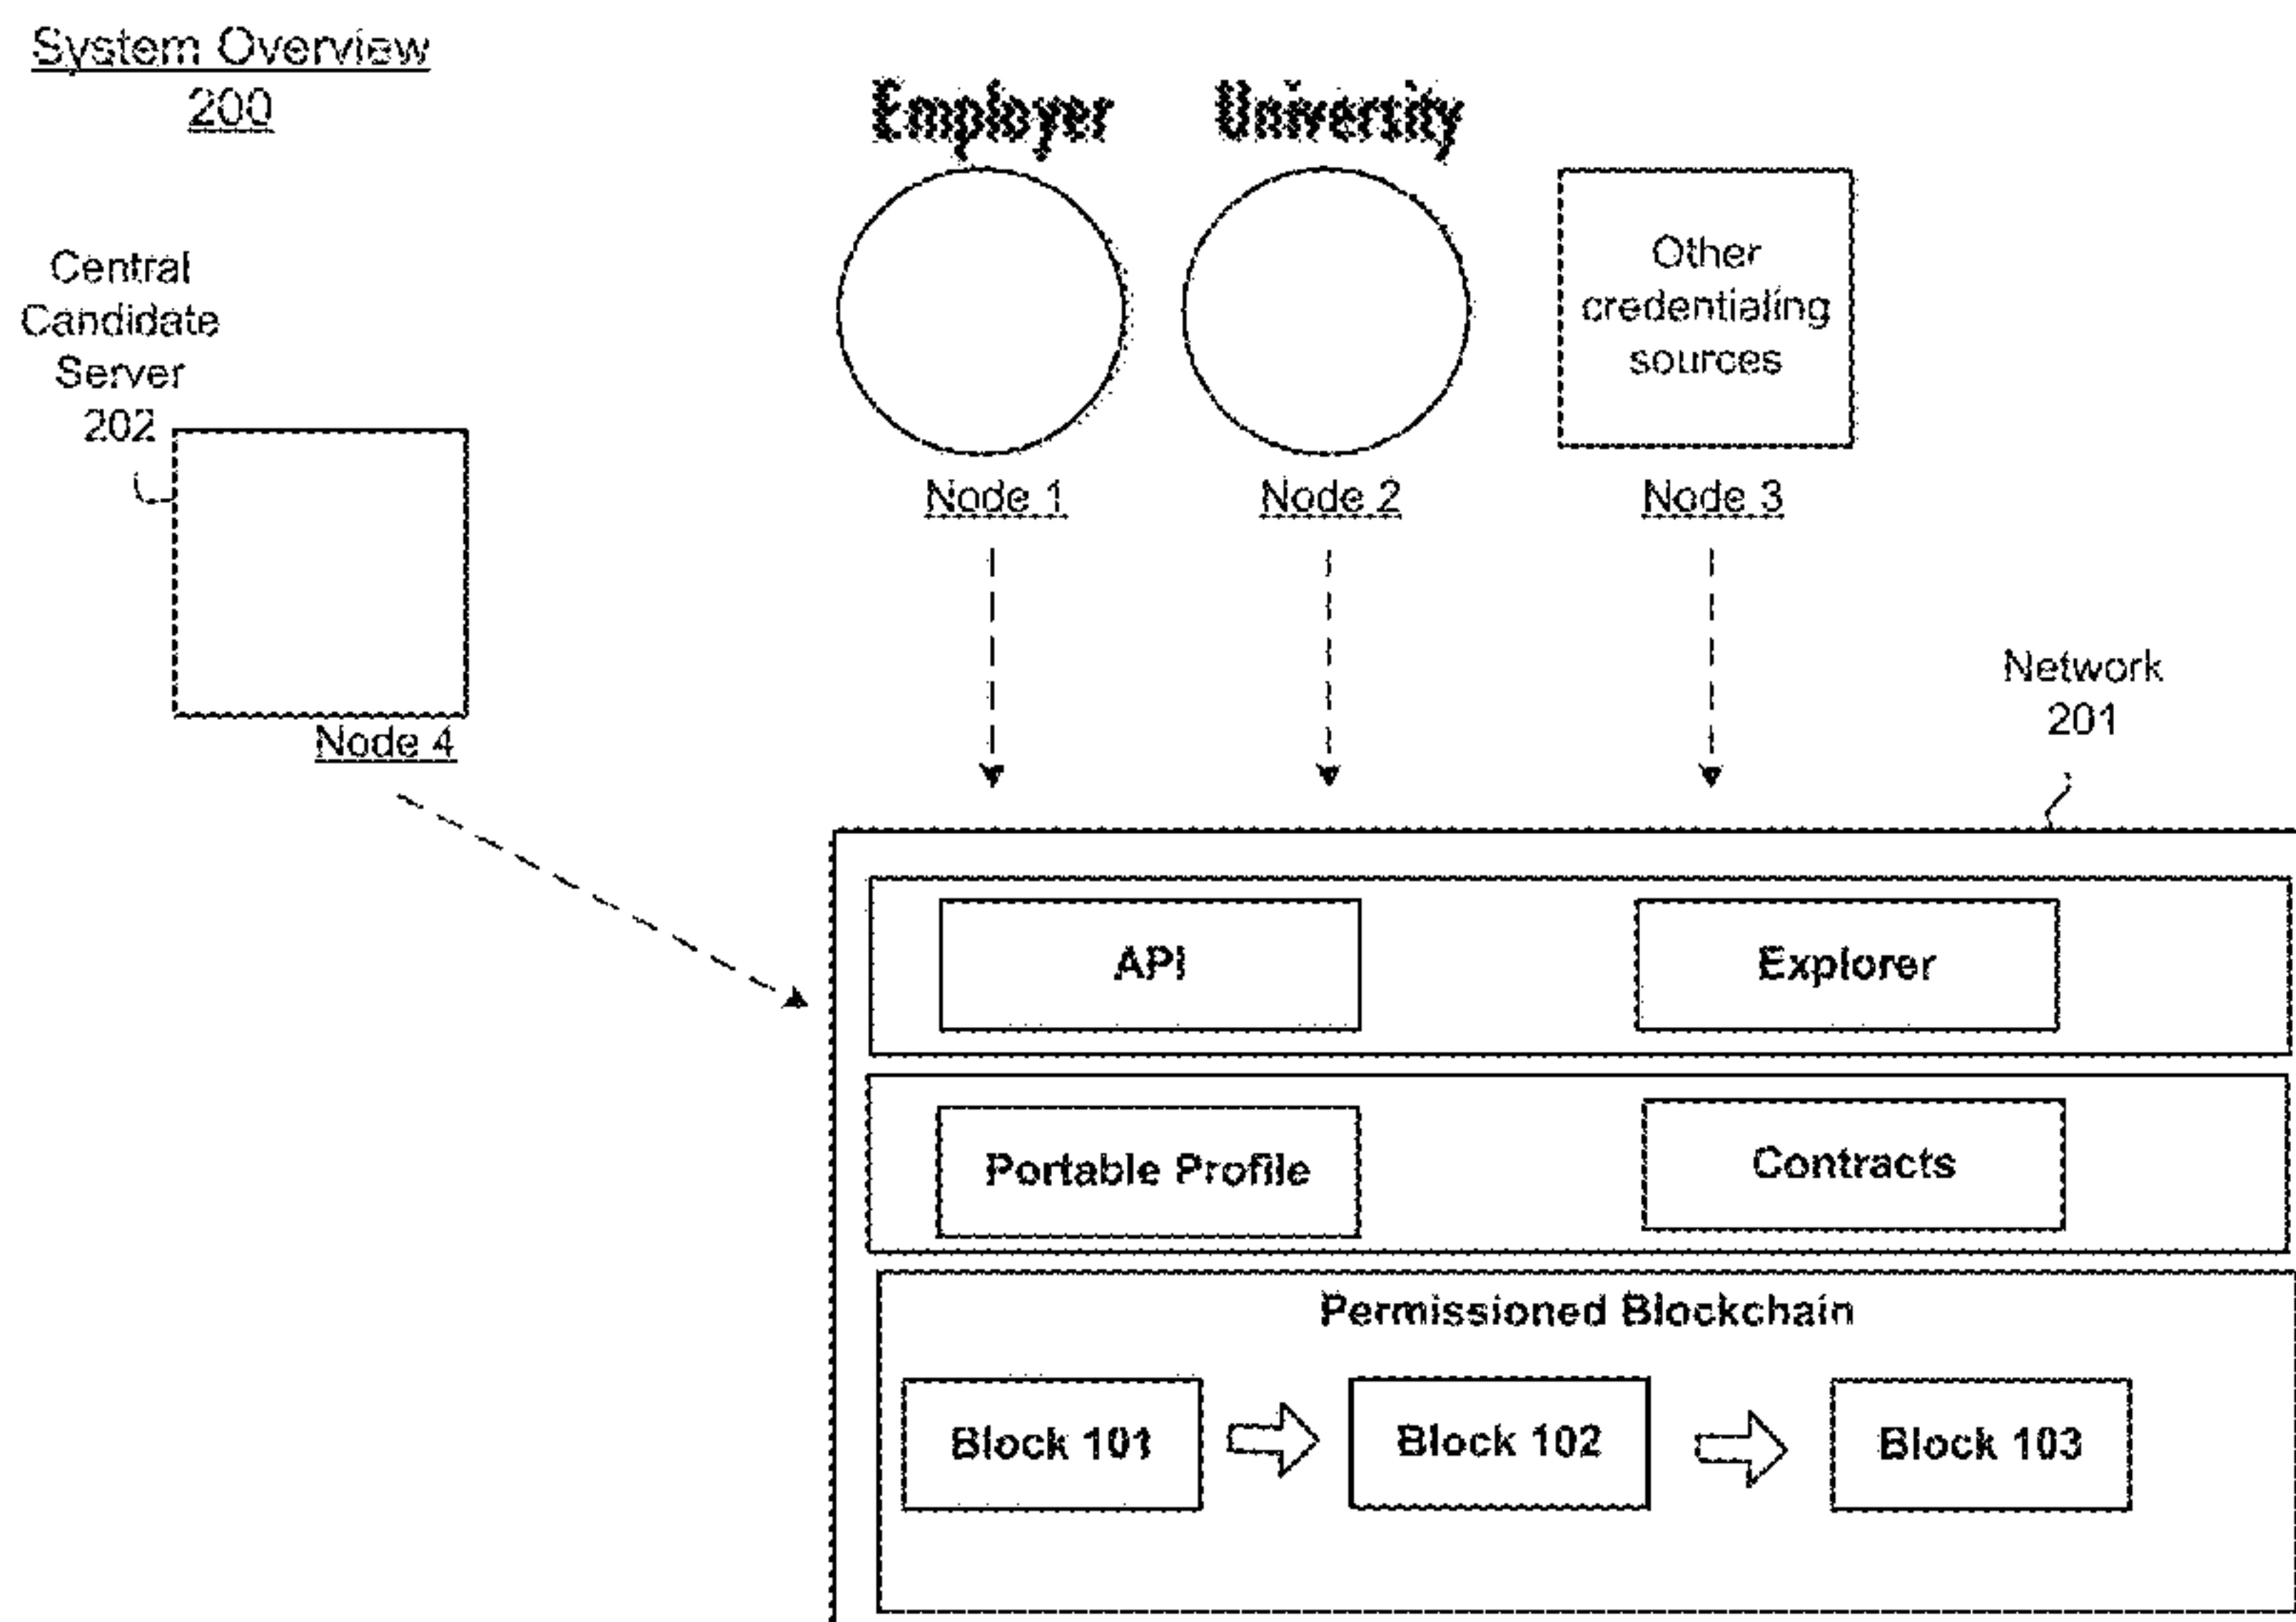 System Overview
200
Employer
University
Central
Candidate
Server
202
Other
credentialing
sources
Node 1
Node 2
Node 3
Node 4
Network
201
API
Explorer
Portable Profile
Contracts
Permissioned Blockchain
Block 101
Block 102
Block 103